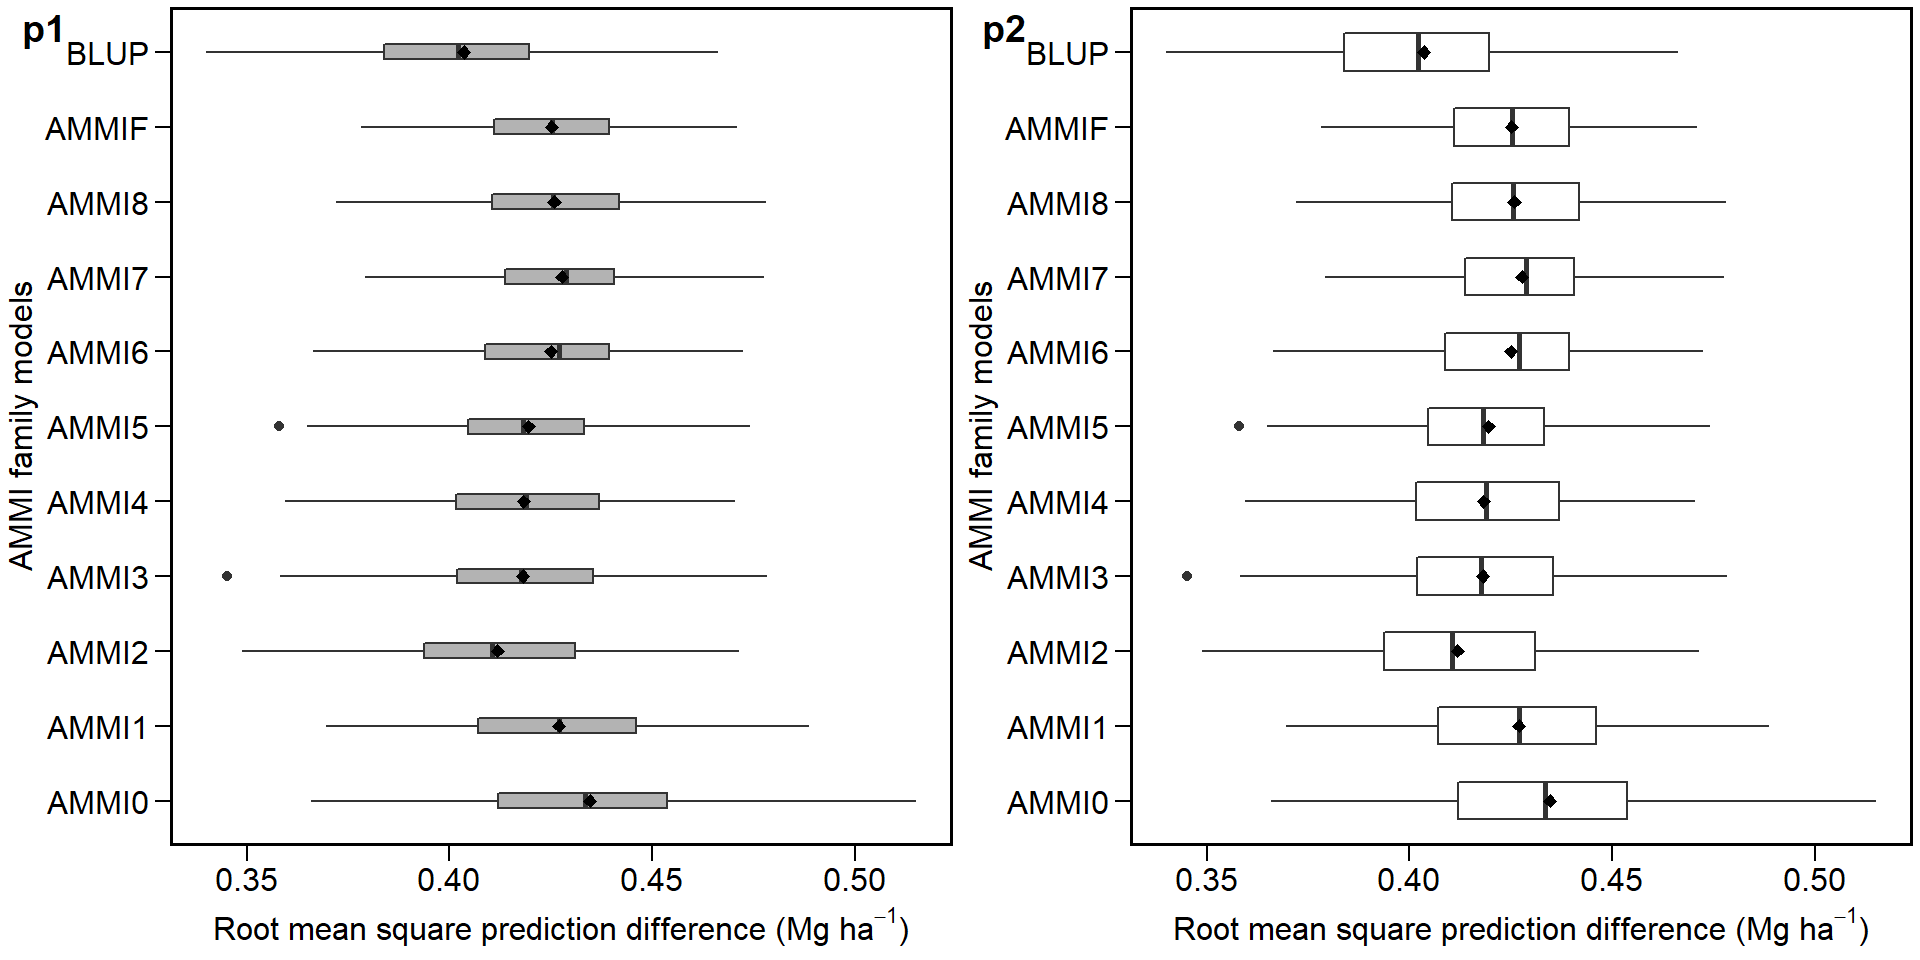 p1
BLUP
AMMIF
AMMI8
AMMI7
AMMI6
AMMI5
AMMI4
AMMI3
AMMI2
AMMI1
AMMI0
AMMI family models
0.35 0.40 0.45 0.50
Root mean square prediction difference (Mg ha⁻¹)
p2
BLUP
AMMIF
AMMI8
AMMI7
AMMI6
AMMI5
AMMI4
AMMI3
AMMI2
AMMI1
AMMI0
AMMI family models
0.35 0.40 0.45 0.50
Root mean square prediction difference (Mg ha⁻¹)